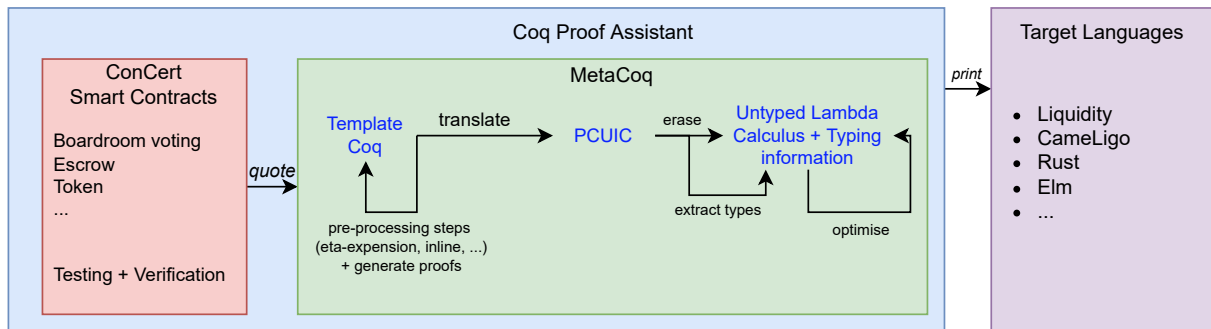 Coq Proof Assistant
ConCert
Smart Contracts
Boardroom voting
Escrow
Token
...
Testing + Verification
quote
MetaCoq
Template
Coq
translate
PCUIC
erase
Untyped Lambda
Calculus + Typing
information
extract types
optimise
pre-processing steps
(eta-expension, inline, ...)
+ generate proofs
print
Target Languages
• Liquidity
• CameLigo
• Rust
• Elm
• ...